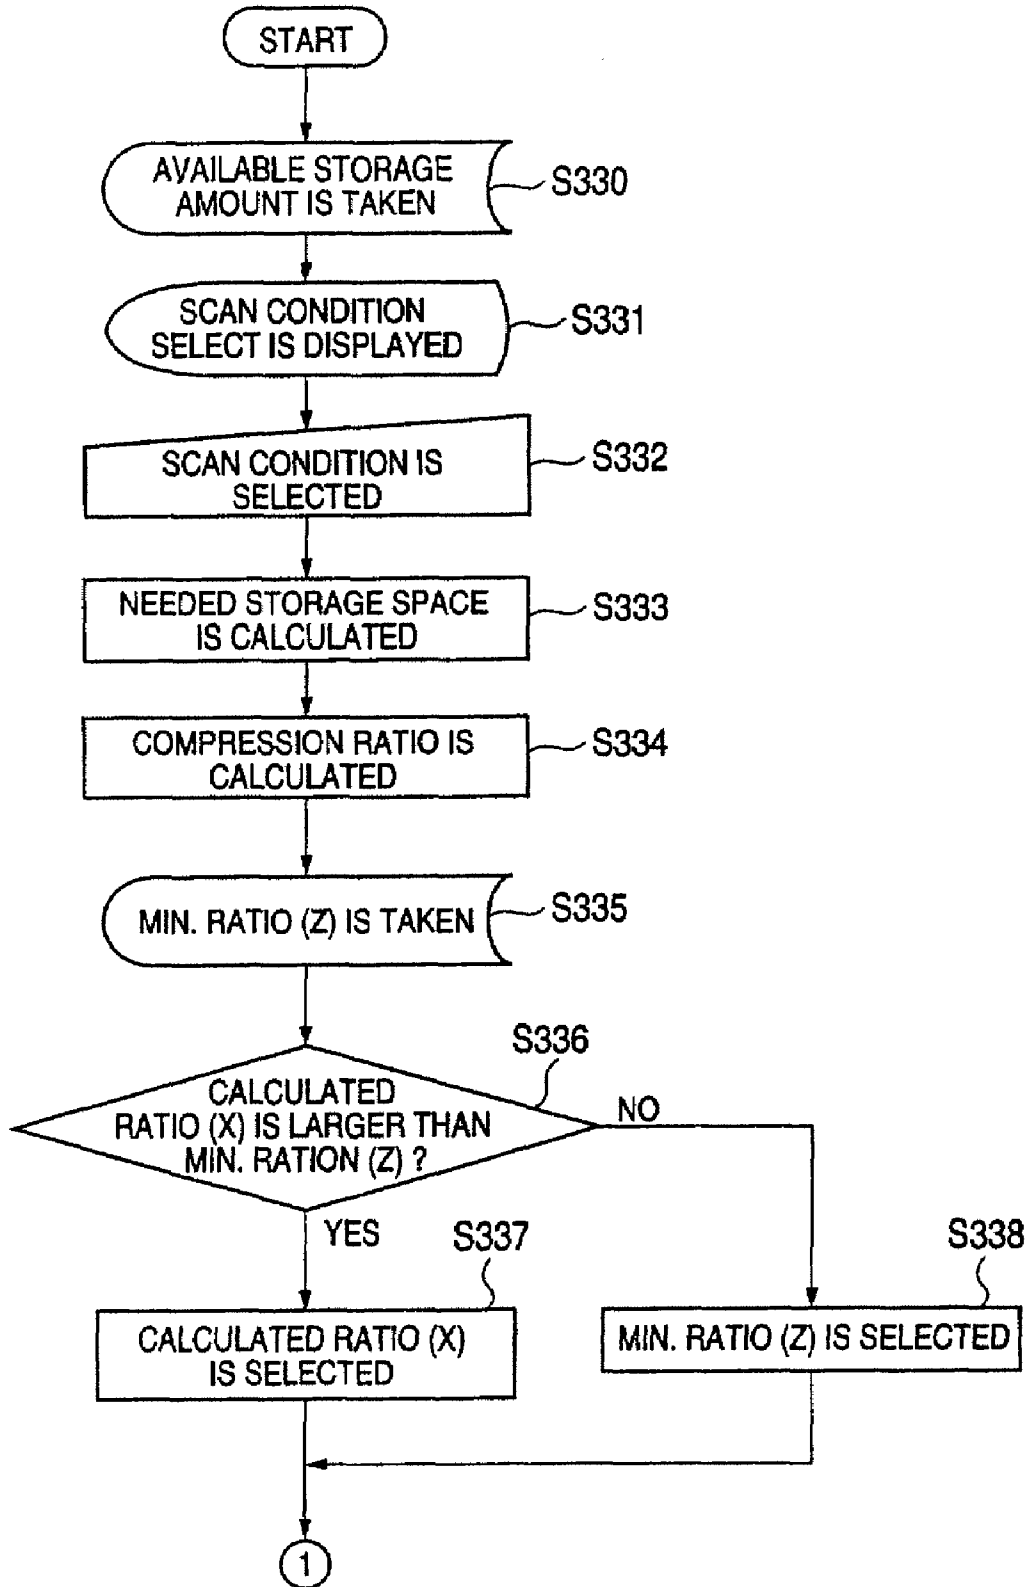 START
AVAILABLE STORAGE
AMOUNT IS TAKEN
S330
SCAN CONDITION
SELECT IS DISPLAYED
S331
SCAN CONDITION IS
SELECTED
S332
NEEDED STORAGE SPACE
IS CALCULATED
S333
COMPRESSION RATIO IS
CALCULATED
S334
MIN. RATIO (Z) IS TAKEN
S335
S336
CALCULATED
RATIO (X) IS LARGER THAN
MIN. RATION (Z) ?
NO
YES
S337
S338
CALCULATED RATIO (X)
IS SELECTED
MIN. RATIO (Z) IS SELECTED
1